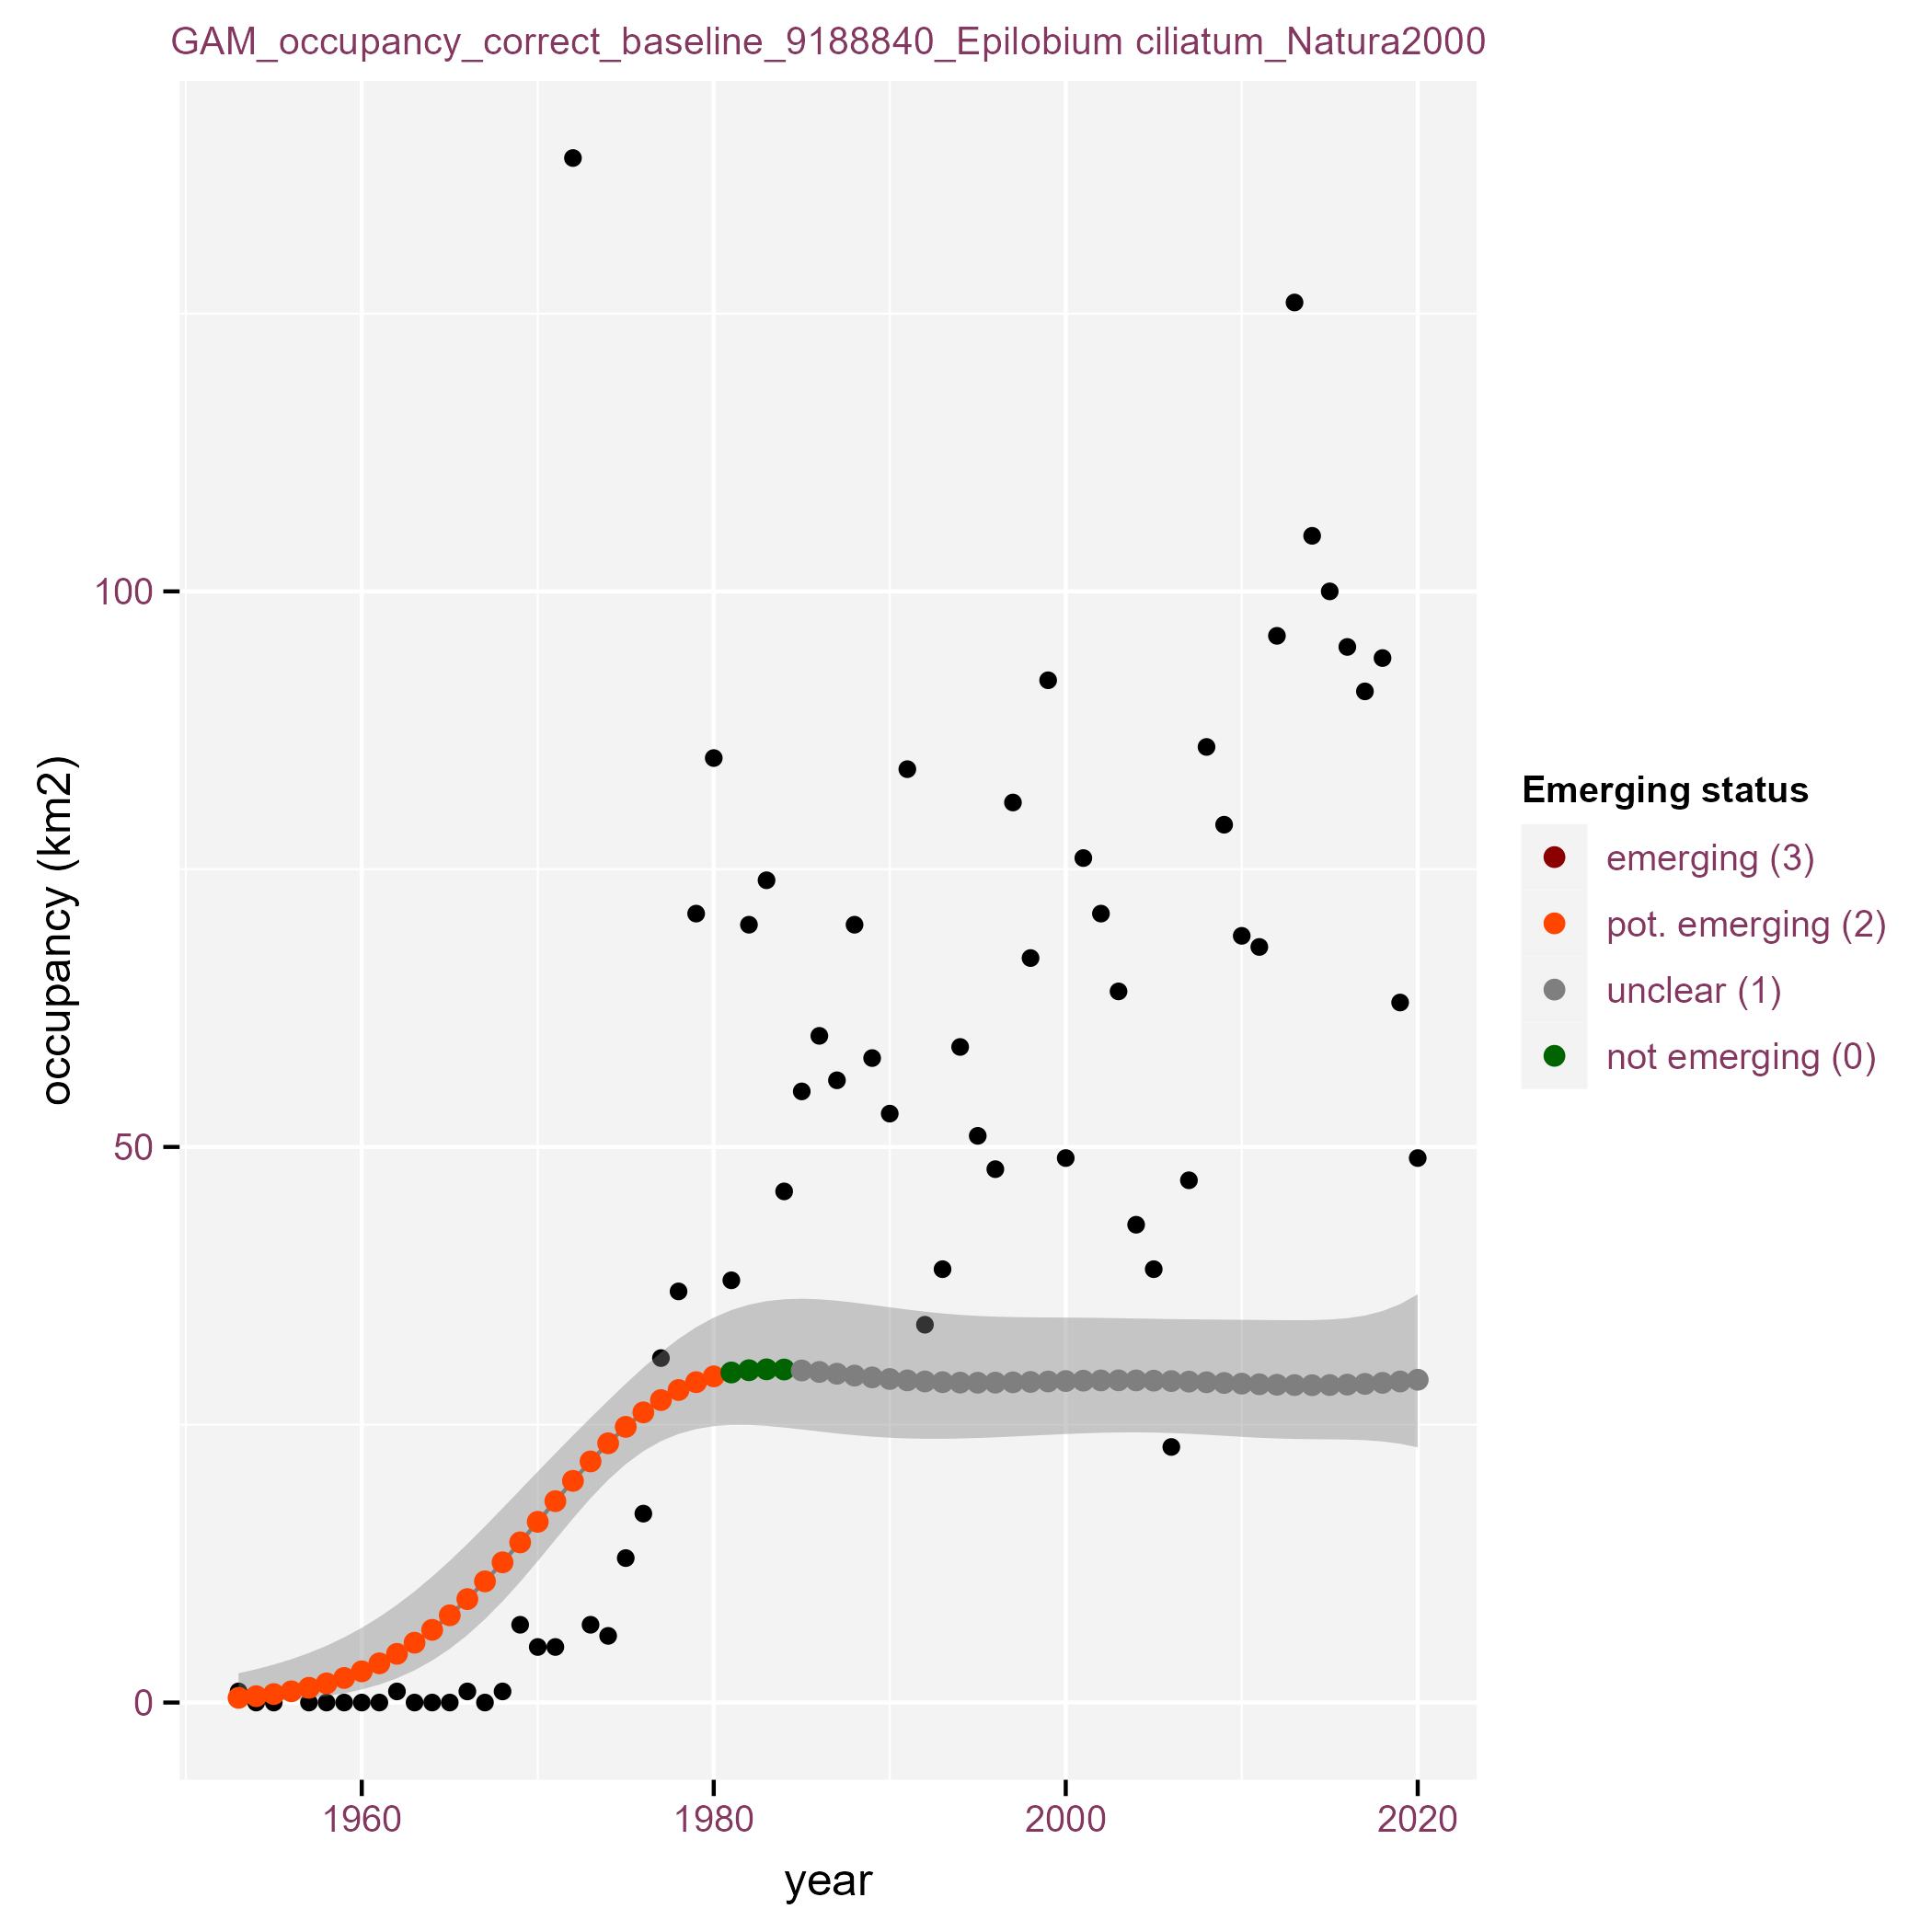 GAM_occupancy_correct_baseline_9188840_Epilobium ciliatum_Natura2000
100
50
0
occupancy (km2)
1960
1980
2000
2020
year
Emerging status
emerging (3)
pot. emerging (2)
unclear (1)
not emerging (0)